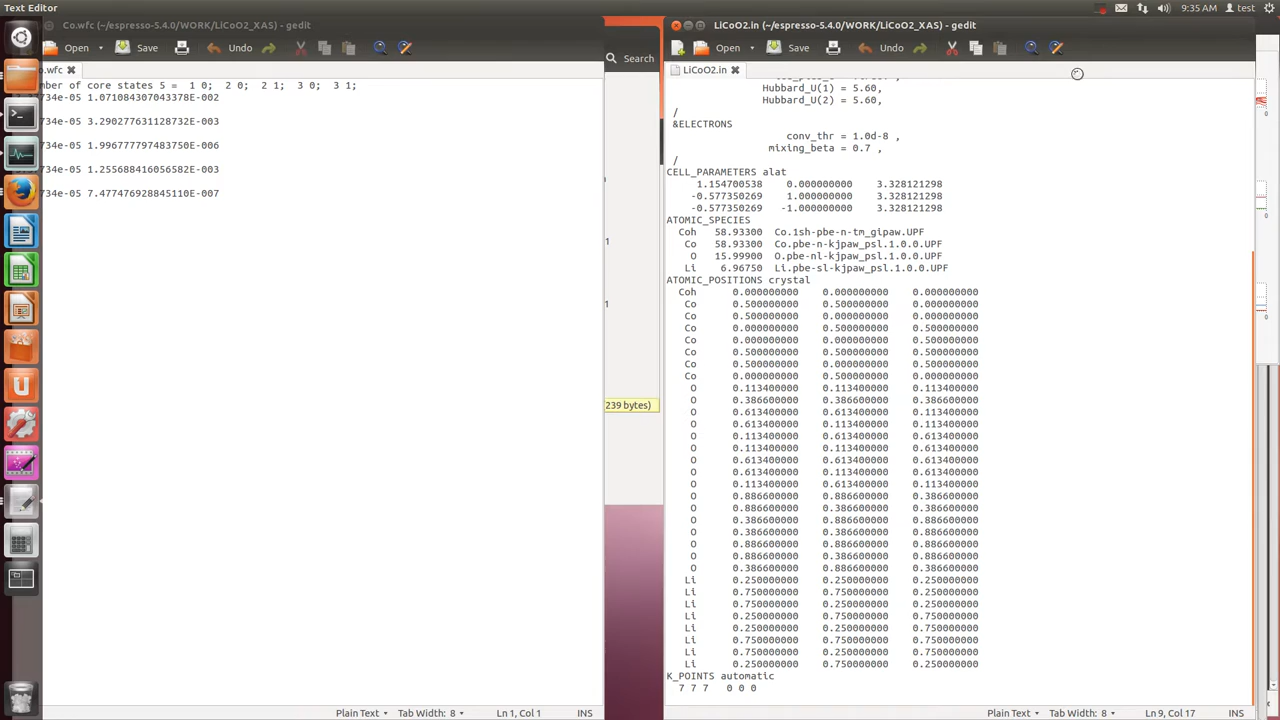 Text Editor
9:35 AM
test
Co.wfc (~/espresso-5.4.0/WORK/LiCoO2_XAS) - gedit
Open
Save
Undo
o.wfc
mber of core states 5 =  1 0;  2 0;  2 1;  3 0;  3 1;
734e-05 1.071084307043378E-002
734e-05 3.290277631128732E-003
734e-05 1.996777797483750E-006
734e-05 1.255688416056582E-003
734e-05 7.477476928845110E-007
Plain Text
Tab Width: 8
Ln 1, Col 1
INS
Search
1
1
239 bytes)
LiCoO2.in (~/espresso-5.4.0/WORK/LiCoO2_XAS) - gedit
Open
Save
Undo
LiCoO2.in
Hubbard_U(1) = 5.60,
Hubbard_U(2) = 5.60,
/
&ELECTRONS
conv_thr = 1.0d-8 ,
mixing_beta = 0.7 ,
/
CELL_PARAMETERS alat
1.154700538 0.000000000 3.328121298
-0.577350269 1.000000000 3.328121298
-0.577350269 -1.000000000 3.328121298
ATOMIC_SPECIES
Coh 58.93300 Co.1sh-pbe-n-tm_gipaw.UPF
Co 58.93300 Co.pbe-n-kjpaw_psl.1.0.0.UPF
O 15.99900 O.pbe-nl-kjpaw_psl.1.0.0.UPF
Li 6.96750 Li.pbe-sl-kjpaw_psl.1.0.0.UPF
ATOMIC_POSITIONS crystal
Coh 0.000000000 0.000000000 0.000000000
Co 0.500000000 0.500000000 0.000000000
Co 0.500000000 0.000000000 0.000000000
Co 0.000000000 0.500000000 0.500000000
Co 0.000000000 0.000000000 0.500000000
Co 0.500000000 0.500000000 0.500000000
Co 0.500000000 0.000000000 0.500000000
Co 0.000000000 0.500000000 0.000000000
O 0.113400000 0.113400000 0.113400000
O 0.386600000 0.386600000 0.386600000
O 0.613400000 0.613400000 0.113400000
O 0.613400000 0.113400000 0.613400000
O 0.113400000 0.613400000 0.613400000
O 0.113400000 0.113400000 0.613400000
O 0.613400000 0.613400000 0.613400000
O 0.613400000 0.113400000 0.113400000
O 0.113400000 0.613400000 0.113400000
O 0.886600000 0.886600000 0.386600000
O 0.886600000 0.386600000 0.886600000
O 0.386600000 0.886600000 0.886600000
O 0.386600000 0.386600000 0.886600000
O 0.886600000 0.886600000 0.886600000
O 0.886600000 0.386600000 0.386600000
O 0.386600000 0.886600000 0.386600000
Li 0.250000000 0.250000000 0.250000000
Li 0.750000000 0.750000000 0.250000000
Li 0.750000000 0.250000000 0.750000000
Li 0.250000000 0.750000000 0.750000000
Li 0.250000000 0.250000000 0.750000000
Li 0.750000000 0.750000000 0.750000000
Li 0.750000000 0.250000000 0.250000000
Li 0.250000000 0.750000000 0.250000000
K_POINTS automatic
7 7 7 0 0 0
Plain Text
Tab Width: 8
Ln 9, Col 17
INS
0
0
0